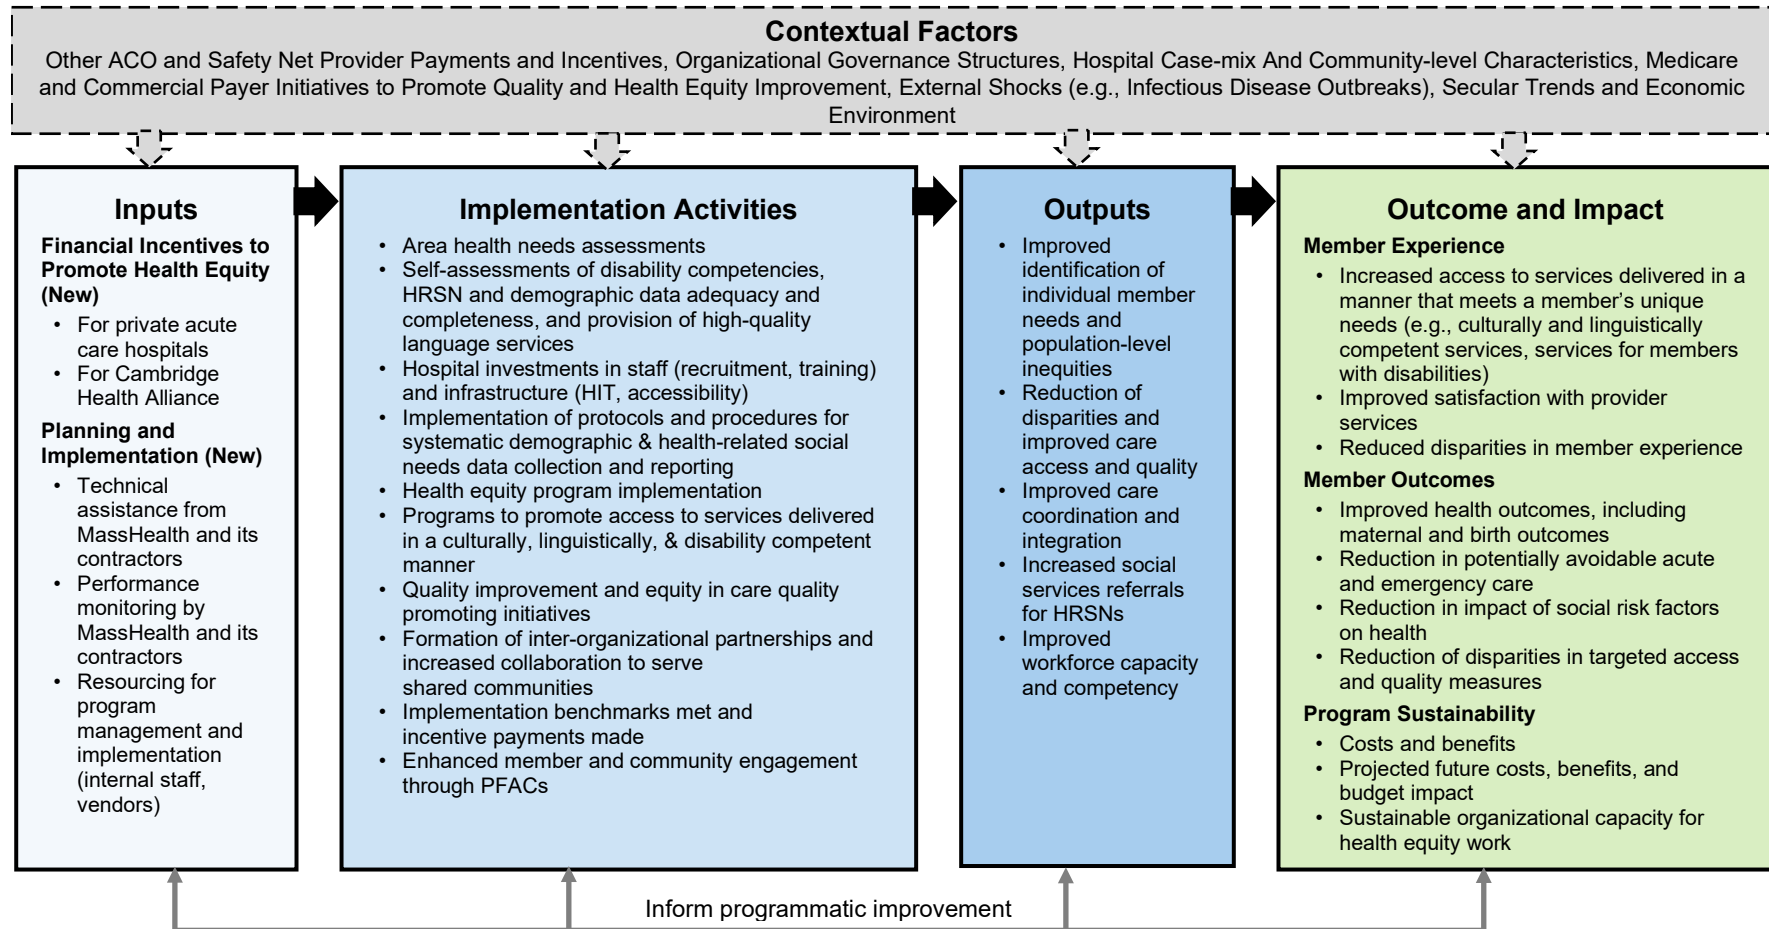 Contextual Factors
Other ACO and Safety Net Provider Payments and Incentives, Organizational Governance Structures, Hospital Case-mix And Community-level Characteristics, Medicare
and Commercial Payer Initiatives to Promote Quality and Health Equity Improvement, External Shocks (e.g., Infectious Disease Outbreaks), Secular Trends and Economic
Environment
Inputs
Financial Incentives to
Promote Health Equity
(New)
• For private acute
care hospitals
• For Cambridge
Health Alliance
Planning and
Implementation (New)
• Technical
assistance from
MassHealth and its
contractors
• Performance
monitoring by
MassHealth and its
contractors
• Resourcing for
program
management and
implementation
(internal staff,
vendors)
Implementation Activities
• Area health needs assessments
• Self-assessments of disability competencies,
HRSN and demographic data adequacy and
completeness, and provision of high-quality
language services
• Hospital investments in staff (recruitment, training)
and infrastructure (HIT, accessibility)
• Implementation of protocols and procedures for
systematic demographic & health-related social
needs data collection and reporting
• Health equity program implementation
• Programs to promote access to services delivered
in a culturally, linguistically, & disability competent
manner
• Quality improvement and equity in care quality
promoting initiatives
• Formation of inter-organizational partnerships and
increased collaboration to serve
shared communities
• Implementation benchmarks met and
incentive payments made
• Enhanced member and community engagement
through PFACs
Outputs
• Improved
identification of
individual member
needs and
population-level
inequities
• Reduction of
disparities and
improved care
access and quality
• Improved care
coordination and
integration
• Increased social
services referrals
for HRSNs
• Improved
workforce capacity
and competency
Outcome and Impact
Member Experience
• Increased access to services delivered in a
manner that meets a member's unique
needs (e.g., culturally and linguistically
competent services, services for members
with disabilities)
• Improved satisfaction with provider
services
• Reduced disparities in member experience
Member Outcomes
• Improved health outcomes, including
maternal and birth outcomes
• Reduction in potentially avoidable acute
and emergency care
• Reduction in impact of social risk factors
on health
• Reduction of disparities in targeted access
and quality measures
Program Sustainability
• Costs and benefits
• Projected future costs, benefits, and
budget impact
• Sustainable organizational capacity for
health equity work
Inform programmatic improvement